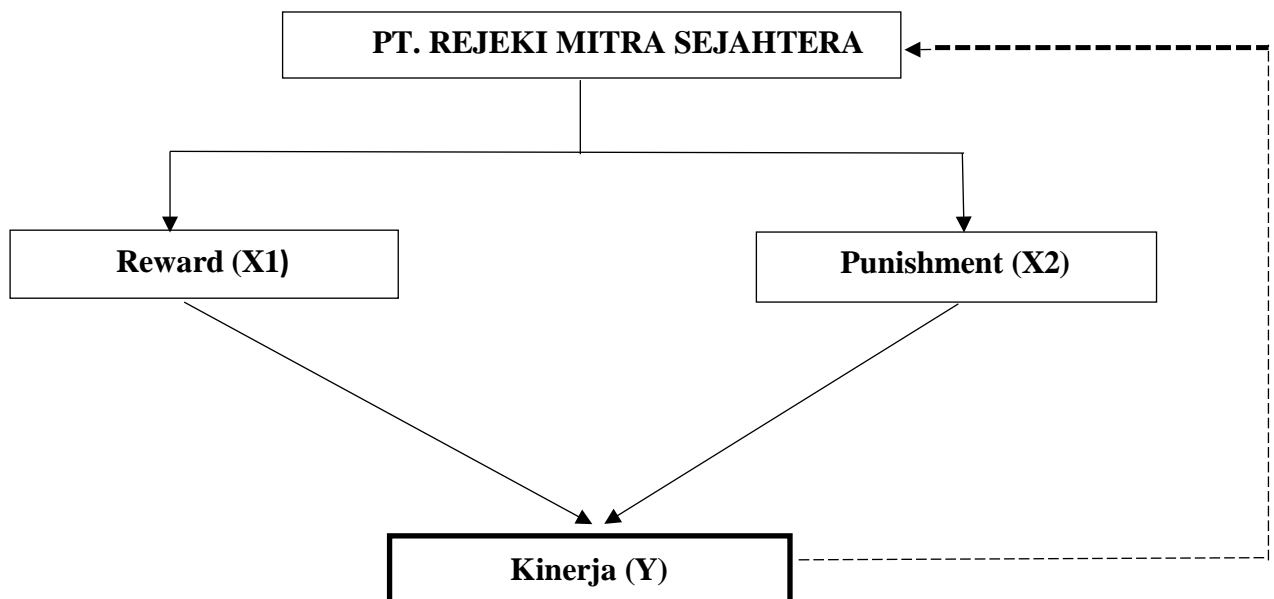 PT. REJEKI MITRA SEJAHTERA
Reward (X1)
Punishment (X2)
Kinerja (Y)